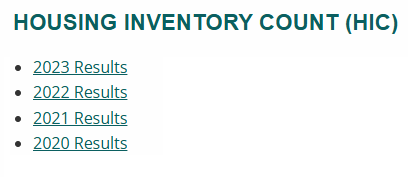 HOUSING INVENTORY COUNT (HIC)
2023 Results
2022 Results
2021 Results
2020 Results